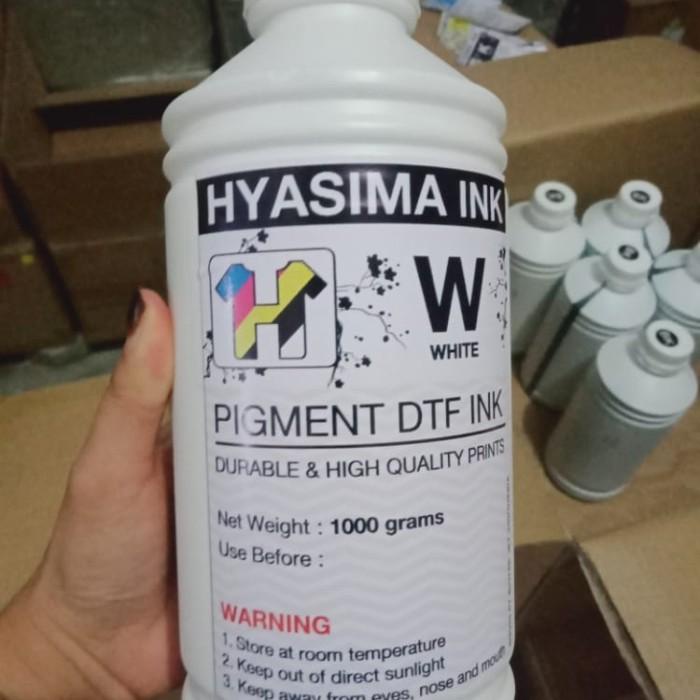 HYASIMA INK
H
W
WHITE
PIGMENT DTF INK
DURABLE & HIGH QUALITY PRINTS
Net Weight : 1000 grams
Use Before :
WARNING
1. Store at room temperature
2. Keep out of direct sunlight
3. Keep away from eyes, nose and mouth